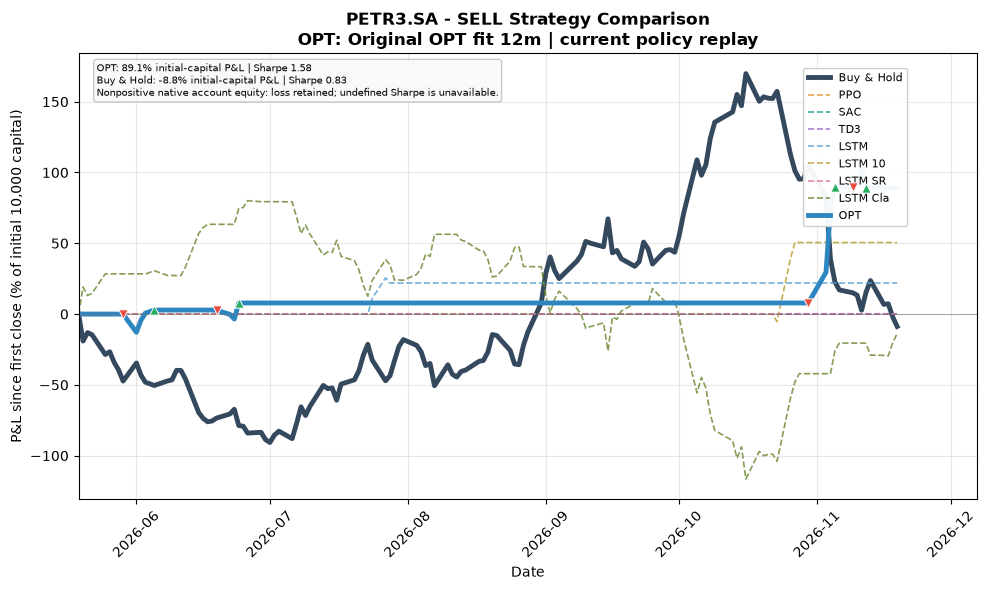 PETR3.SA - SELL Strategy Comparison
OPT: Original OPT fit 12m | current policy replay
OPT: 89.1% initial-capital P&L | Sharpe 1.58
Buy & Hold: -8.8% initial-capital P&L | Sharpe 0.83
Nonpositive native account equity: loss retained; undefined Sharpe is unavailable.
Buy & Hold
PPO
SAC
TD3
LSTM
LSTM 10
LSTM SR
LSTM Cla
OPT
P&L since first close (% of initial 10,000 capital)
150
100
50
0
−50
−100
2026-06
2026-07
2026-08
2026-09
2026-10
2026-11
2026-12
Date